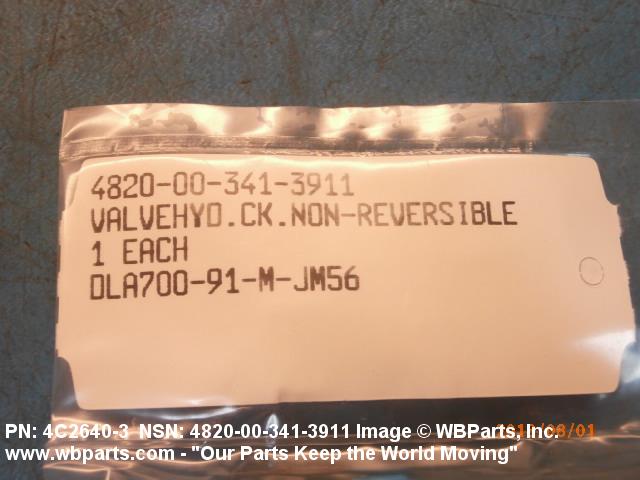 4820-00-341-3911
VALVEHYD.CK.NON-REVERSIBLE
1 EACH
DLA700-91-M-JM56
PN: 4C2640-3 NSN: 4820-00-341-3911 Image © WBParts, Inc.
www.wbparts.com - "Our Parts Keep the World Moving"